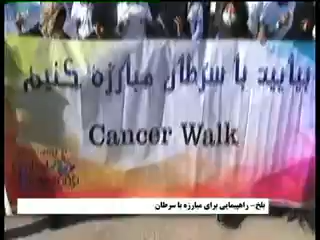 بیایید با سرطان مبارزه کنیم
Cancer Walk
بلخ- راهپیمایی برای مبارزه با سرطان